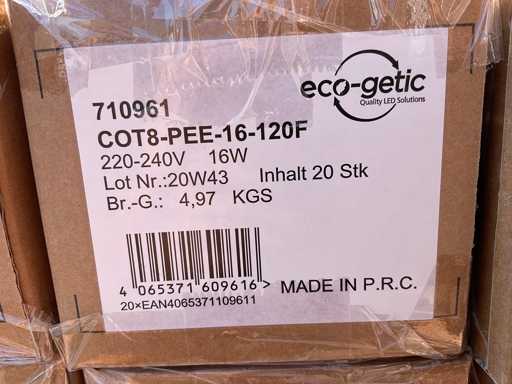 eco-getic
Quality LED Solutions
710961
COT8-PEE-16-120F
220-240V 16W
Lot Nr.:20W43 Inhalt 20 Stk
Br.-G.: 4,97 KGS
4 065371 609616 >
MADE IN P.R.C.
20×EAN4065371109611